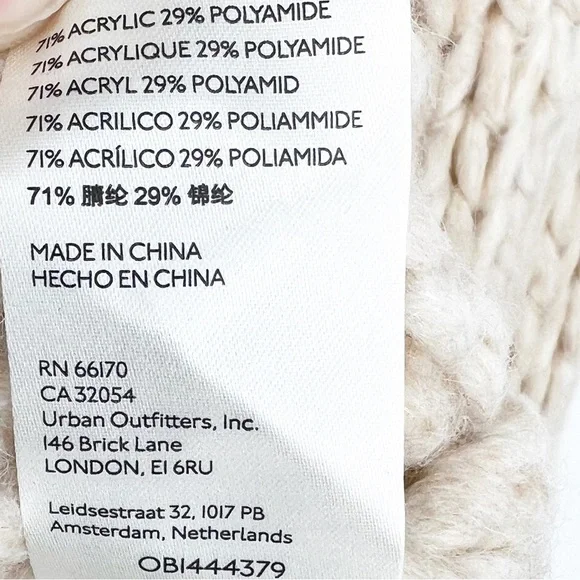 71% ACRYLIC 29% POLYAMIDE
71% ACRYLIQUE 29% POLYAMIDE
71% ACRYL 29% POLYAMID
71% ACRILICO 29% POLIAMMIDE
71% ACRÍLICO 29% POLIAMIDA
71% 腈纶 29% 锦纶
MADE IN CHINA
HECHO EN CHINA
RN 66170
CA 32054
Urban Outfitters, Inc.
146 Brick Lane
LONDON, E1 6RU
Leidsestraat 32, 1017 PB
Amsterdam, Netherlands
OB1444379